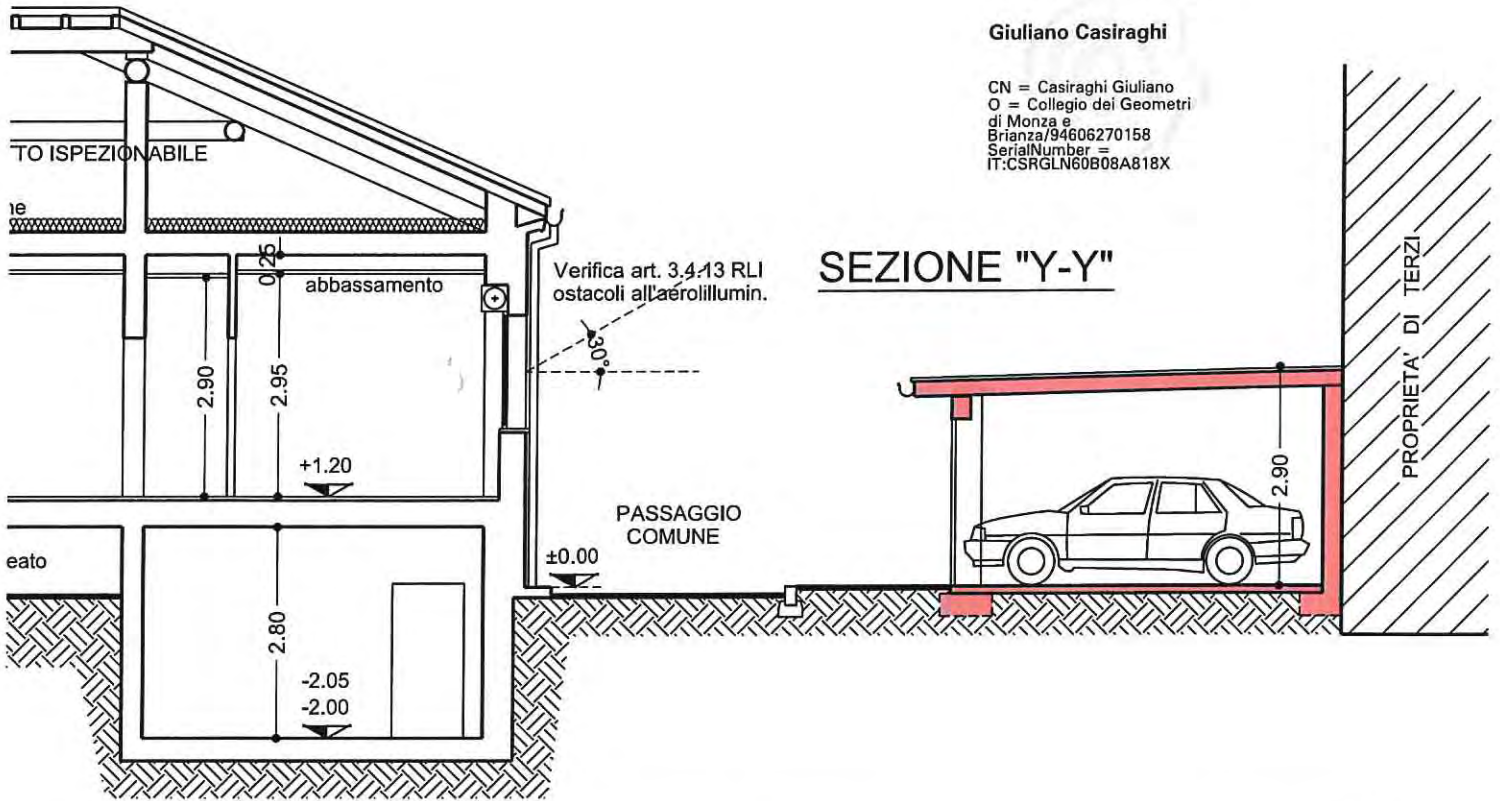 Giuliano Casiraghi
CN = Casiraghi Giuliano
O = Collegio dei Geometri
di Monza e
Brianza/94606270158
SerialNumber =
IT:CSRGLN60B08A818X
TO ISPEZIONABILE
ne
0.25
abbassamento
Verifica art. 3.4.13 RLI
ostacoli all'aeroIillumin.
SEZIONE "Y-Y"
30°
2.90
2.95
+1.20
PROPRIETA' DI TERZI
2.90
PASSAGGIO
COMUNE
±0.00
eato
2.80
-2.05
-2.00